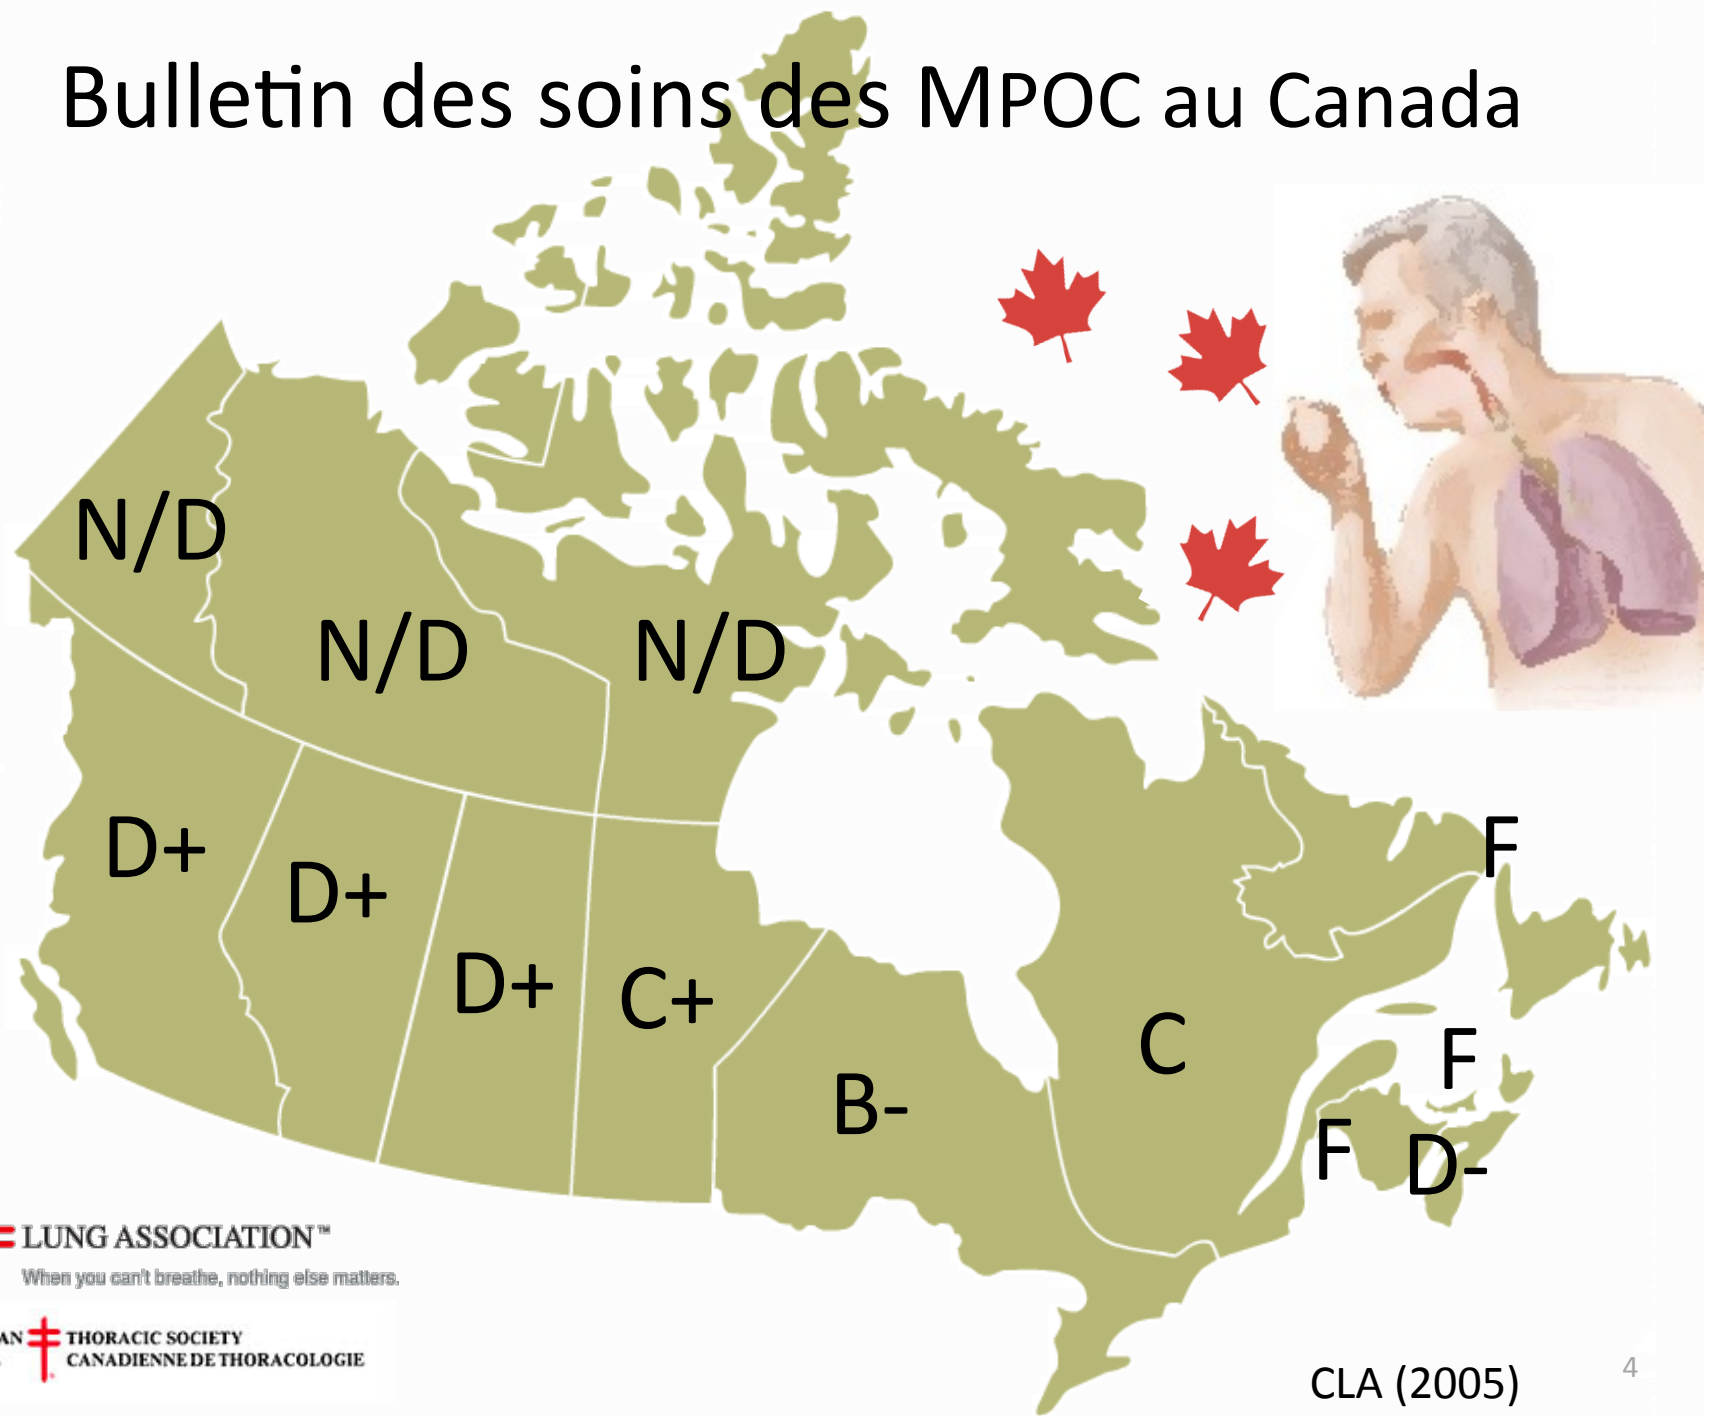 Bulletin des soins des MPOC au Canada
N/D
N/D
N/D
D+
D+
D+
C+
B-
C
F
F
F
D-
LUNG ASSOCIATION™
When you can't breathe, nothing else matters.
AN THORACIC SOCIETY
CANADIENNE DE THORACOLOGIE
CLA (2005)
4